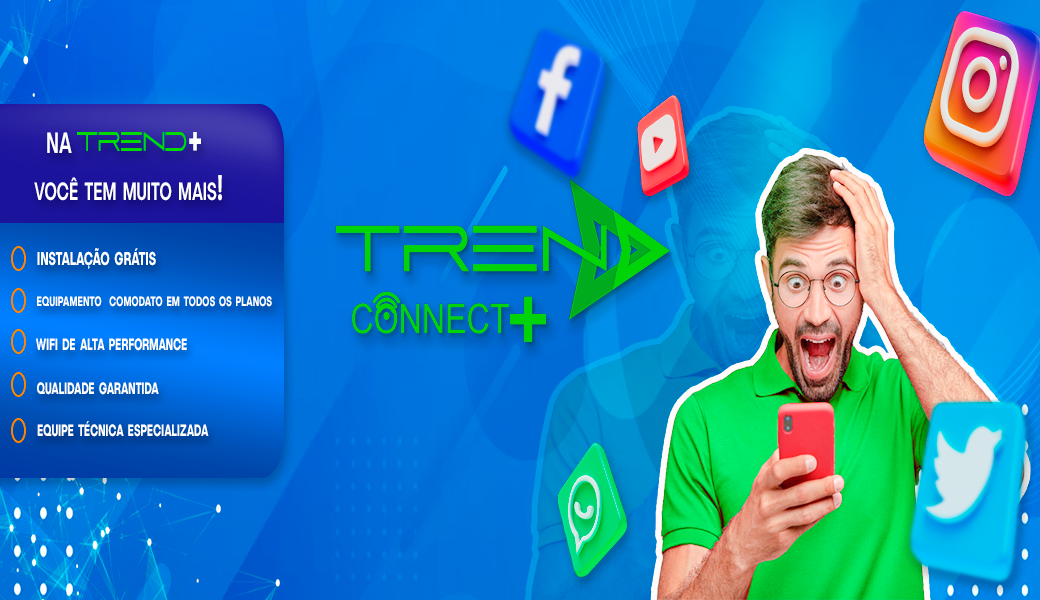 NA TREND+
VOCÊ TEM MUITO MAIS!
INSTALAÇÃO GRÁTIS
EQUIPAMENTO COMODATO EM TODOS OS PLANOS
WIFI DE ALTA PERFORMANCE
QUALIDADE GARANTIDA
EQUIPE TÉCNICA ESPECIALIZADA
TREND
CONNECT+